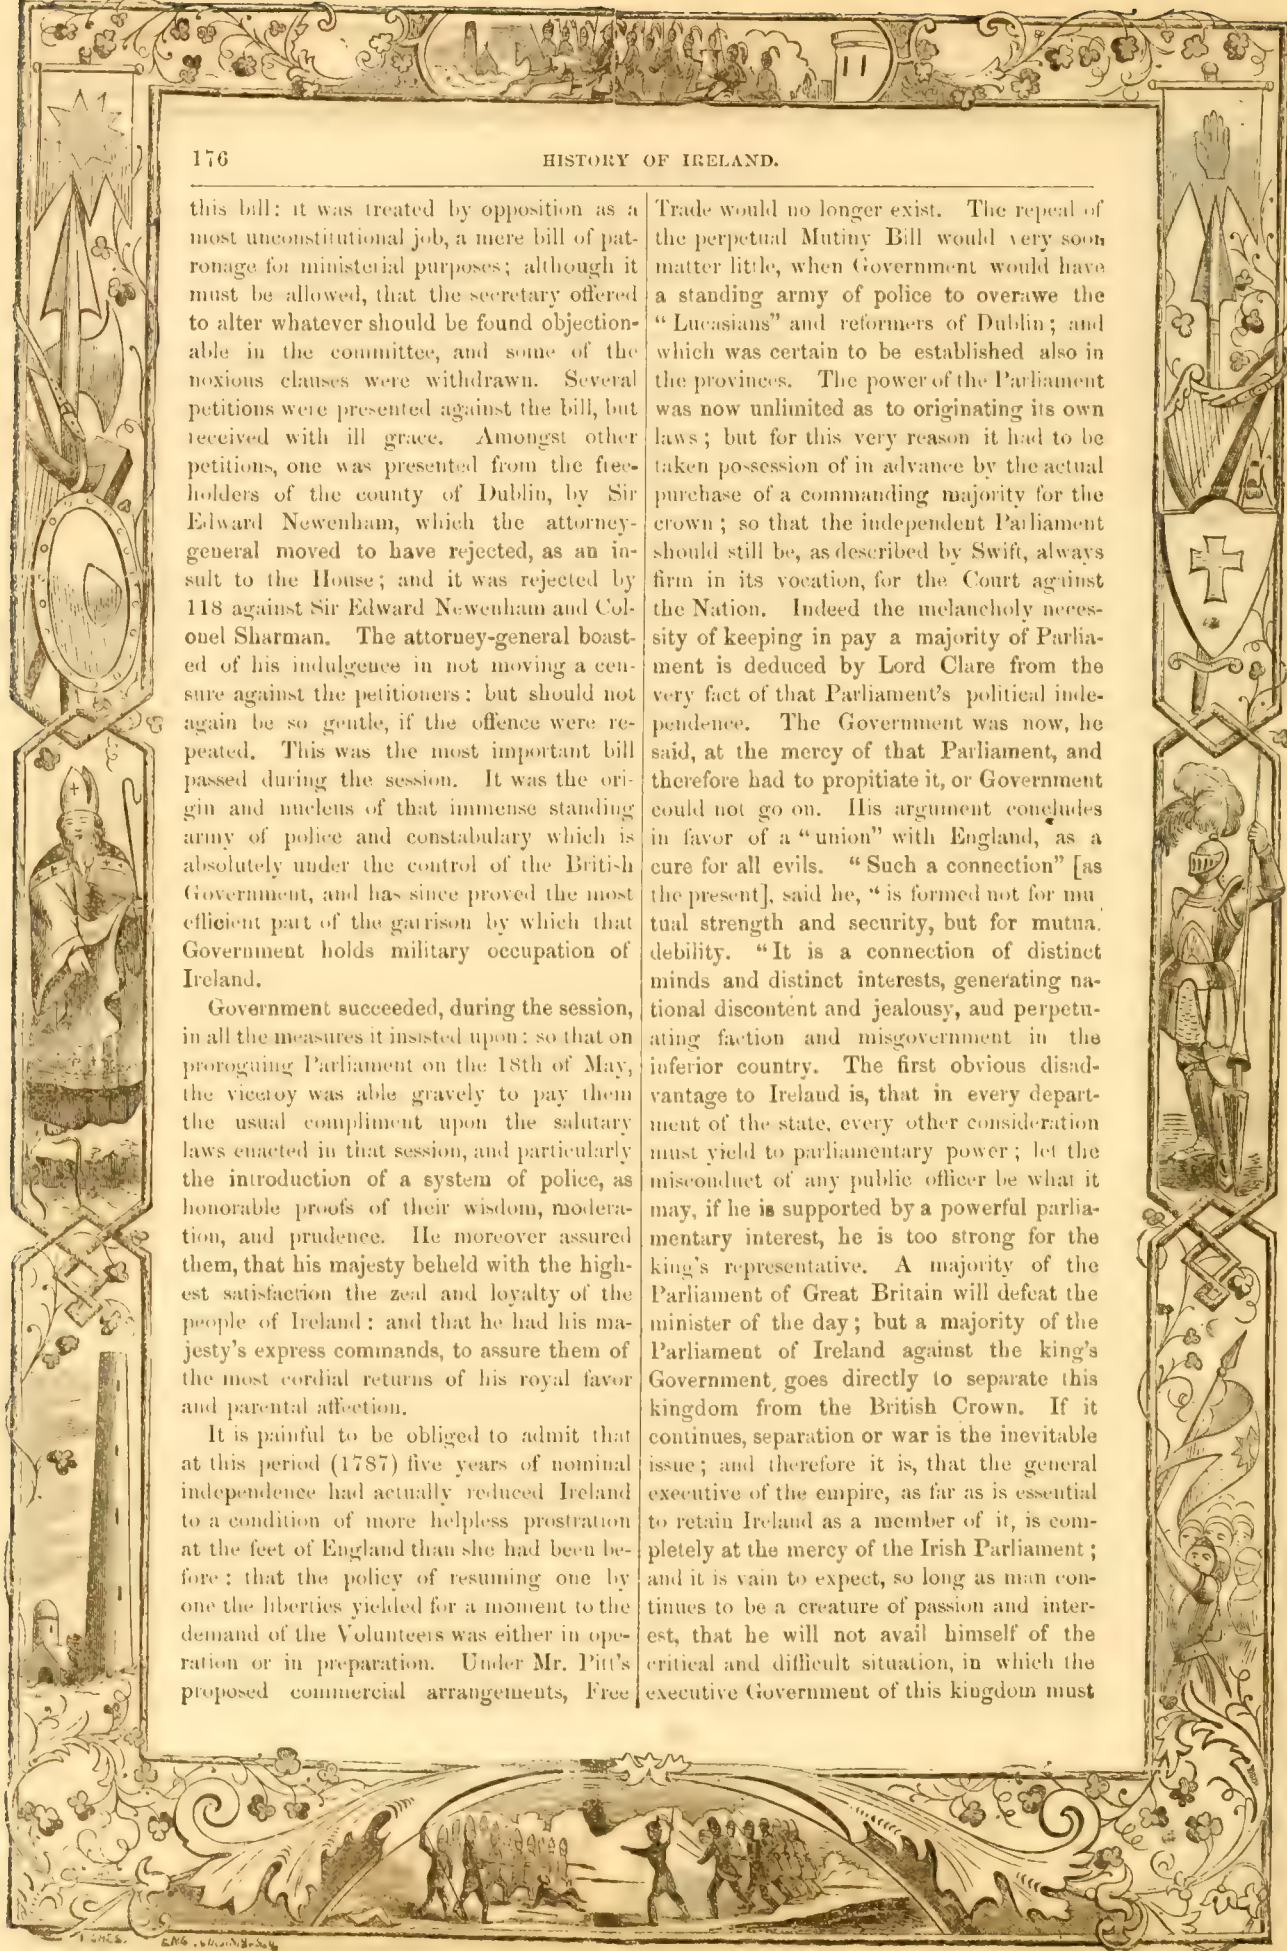 176
HISTORY OF IRELAND.
this bill: it was treated by opposition as a
most unconstitutional job, a mere bill of pat-
ronage for ministerial purposes; although it
must be allowed, that the secretary offered
to alter whatever should be found objection-
able in the committee, and some of the
noxious clauses were withdrawn. Several
petitions were presented against the bill, but
received with ill grace. Amongst other
petitions, one was presented from the free-
holders of the county of Dublin, by Sir
Edward Newenham, which the attorney-
general moved to have rejected, as an in-
sult to the House; and it was rejected by
118 against Sir Edward Newenham and Col-
onel Sharman. The attorney-general boast-
ed of his indulgence in not moving a cen-
sure against the petitioners: but should not
again be so gentle, if the offence were re-
peated. This was the most important bill
passed during the session. It was the ori-
gin and nucleus of that immense standing
army of police and constabulary which is
absolutely under the control of the British
Government, and has since proved the most
efficient part of the garrison by which that
Government holds military occupation of
Ireland.
Government succeeded, during the session,
in all the measures it insisted upon: so that on
proroguing Parliament on the 18th of May,
the viceroy was able gravely to pay them
the usual compliment upon the salutary
laws enacted in that session, and particularly
the introduction of a system of police, as
honorable proofs of their wisdom, modera-
tion, and prudence. He moreover assured
them, that his majesty beheld with the high-
est satisfaction the zeal and loyalty of the
people of Ireland: and that he had his ma-
jesty's express commands, to assure them of
the most cordial returns of his royal favor
and parental affection.
It is painful to be obliged to admit that
at this period (1787) five years of nominal
independence had actually reduced Ireland
to a condition of more helpless prostration
at the feet of England than she had been be-
fore: that the policy of resuming one by
one the liberties yielded for a moment to the
demand of the Volunteers was either in ope-
ration or in preparation. Under Mr. Pitt's
proposed commercial arrangements, Free
Trade would no longer exist. The repeal of
the perpetual Mutiny Bill would very soon
matter little, when Government would have
a standing army of police to overawe the
"Lucasians" and reformers of Dublin; and
which was certain to be established also in
the provinces. The power of the Parliament
was now unlimited as to originating its own
laws; but for this very reason it had to be
taken possession of in advance by the actual
purchase of a commanding majority for the
crown; so that the independent Parliament
should still be, as described by Swift, always
firm in its vocation, for the Court against
the Nation. Indeed the melancholy neces-
sity of keeping in pay a majority of Parlia-
ment is deduced by Lord Clare from the
very fact of that Parliament's political inde-
pendence. The Government was now, he
said, at the mercy of that Parliament, and
therefore had to propitiate it, or Government
could not go on. His argument concludes
in favor of a "union" with England, as a
cure for all evils. "Such a connection" [as
the present], said he, "is formed not for mu
tual strength and security, but for mutual
debility. "It is a connection of distinct
minds and distinct interests, generating na-
tional discontent and jealousy, and perpetu-
ating faction and misgovernment in the
inferior country. The first obvious disad-
vantage to Ireland is, that in every depart-
ment of the state, every other consideration
must yield to parliamentary power; let the
misconduct of any public officer be what it
may, if he is supported by a powerful parlia-
mentary interest, he is too strong for the
king's representative. A majority of the
Parliament of Great Britain will defeat the
minister of the day; but a majority of the
Parliament of Ireland against the king's
Government, goes directly to separate this
kingdom from the British Crown. If it
continues, separation or war is the inevitable
issue; and therefore it is, that the general
executive of the empire, as far as is essential
to retain Ireland as a member of it, is com-
pletely at the mercy of the Irish Parliament;
and it is vain to expect, so long as man con-
tinues to be a creature of passion and inter-
est, that he will not avail himself of the
critical and difficult situation, in which the
executive Government of this kingdom must